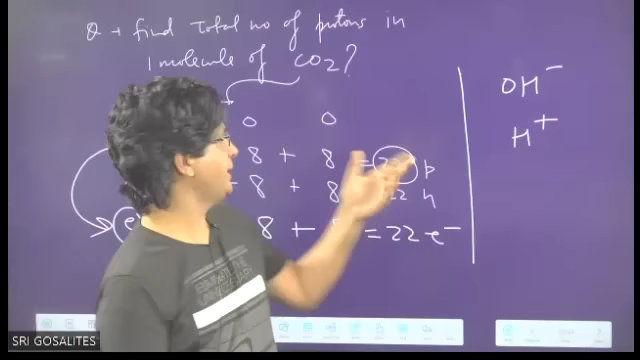 Q → find Total no of protons in
1 molecule of CO2?
O O
8 + 8 = 22 p
8 + 8 22 n
e 8 + = 22 e⁻
OH⁻
H⁺
SRI GOSALITES